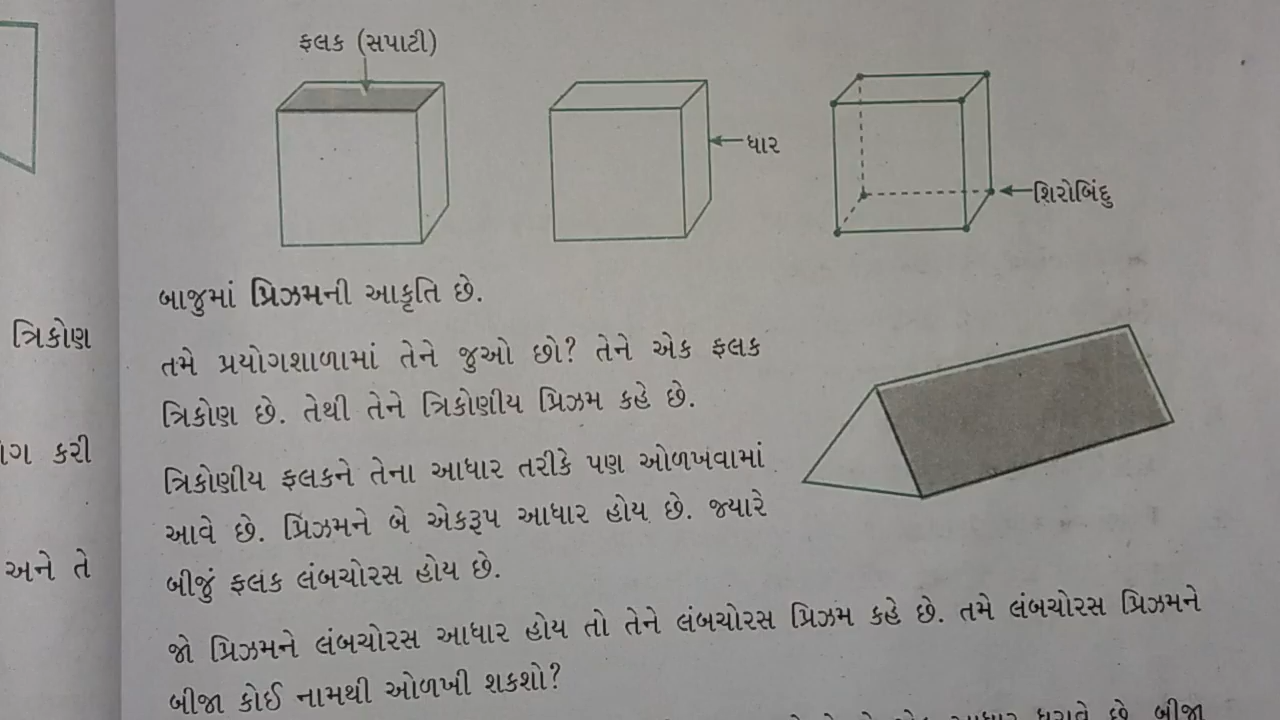 ફલક (સપાટી)
ધાર
શિરોબિંદુ
બાજુમાં પ્રિઝમની આકૃતિ છે.
ત્રિકોણ
તમે પ્રયોગશાળામાં તેને જુઓ છો? તેને એક ફલક
ત્રિકોણ છે. તેથી તેને ત્રિકોણીય પ્રિઝમ કહે છે.
કરી
ત્રિકોણીય ફલકને તેના આધાર તરીકે પણ ઓળખવામાં
આવે છે. પ્રિઝમને બે એકરૂપ આધાર હોય છે. જ્યારે
અને તે
બીજું ફલક લંબચોરસ હોય છે.
જો પ્રિઝમને લંબચોરસ આધાર હોય તો તેને લંબચોરસ પ્રિઝમ કહે છે. તમે લંબચોરસ પ્રિઝમને
બીજા કોઈ નામથી ઓળખી શકશો?